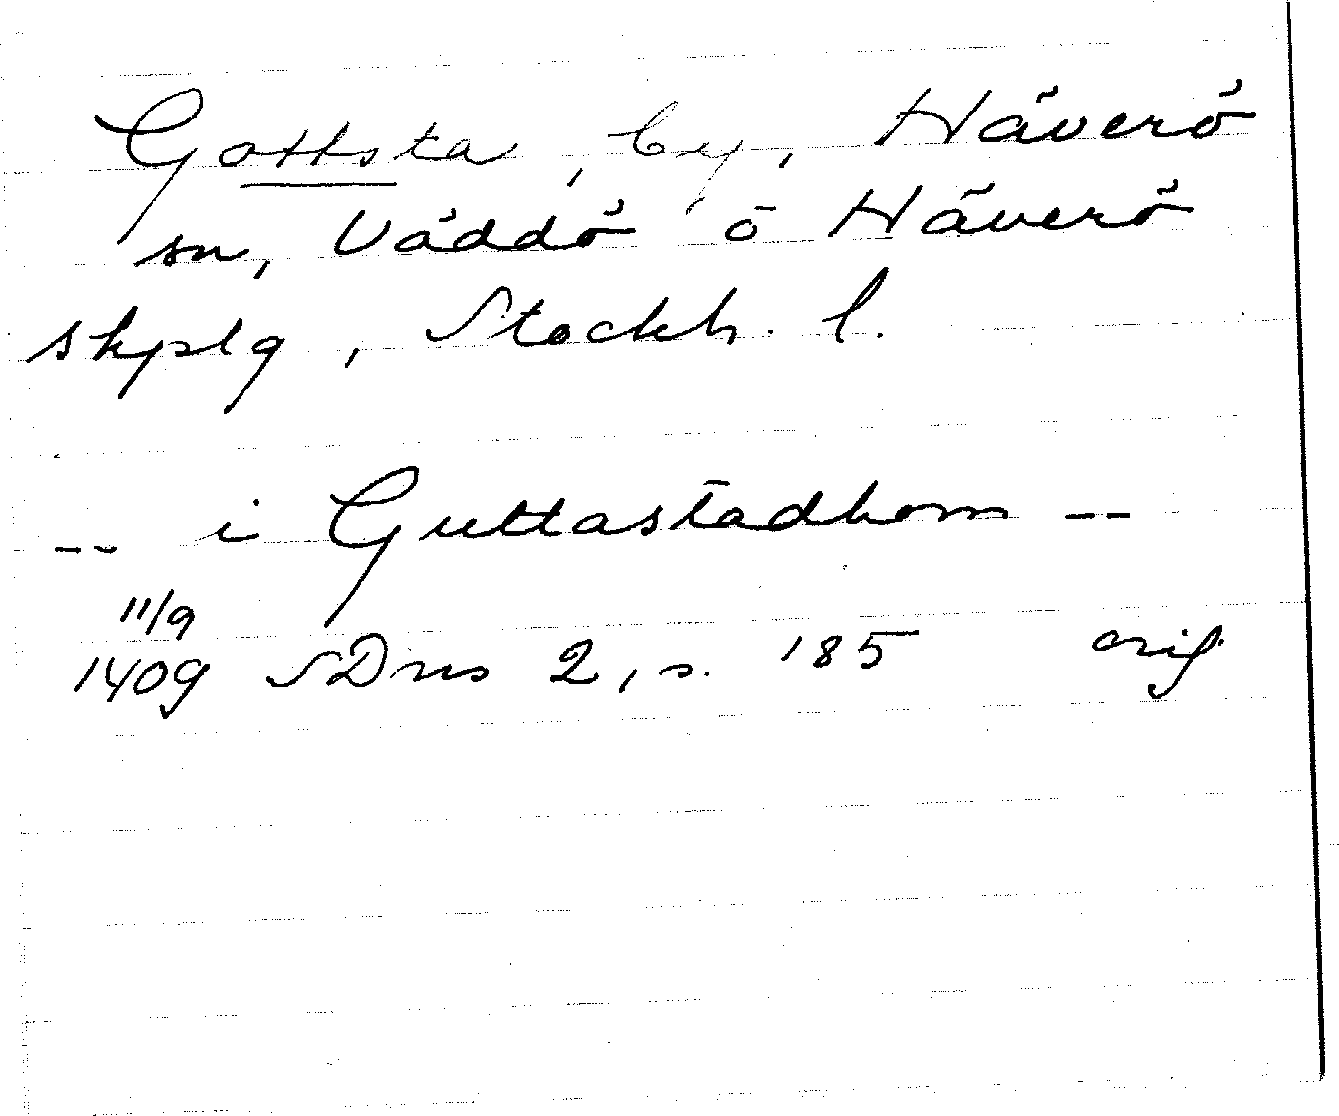 Gottsta, by, Häverö
sn, Väddö o Häverö
skplg, Stockh. l.
-- i Guttastadhom --
11/9
1409 SDns 2, s. 185 orig.